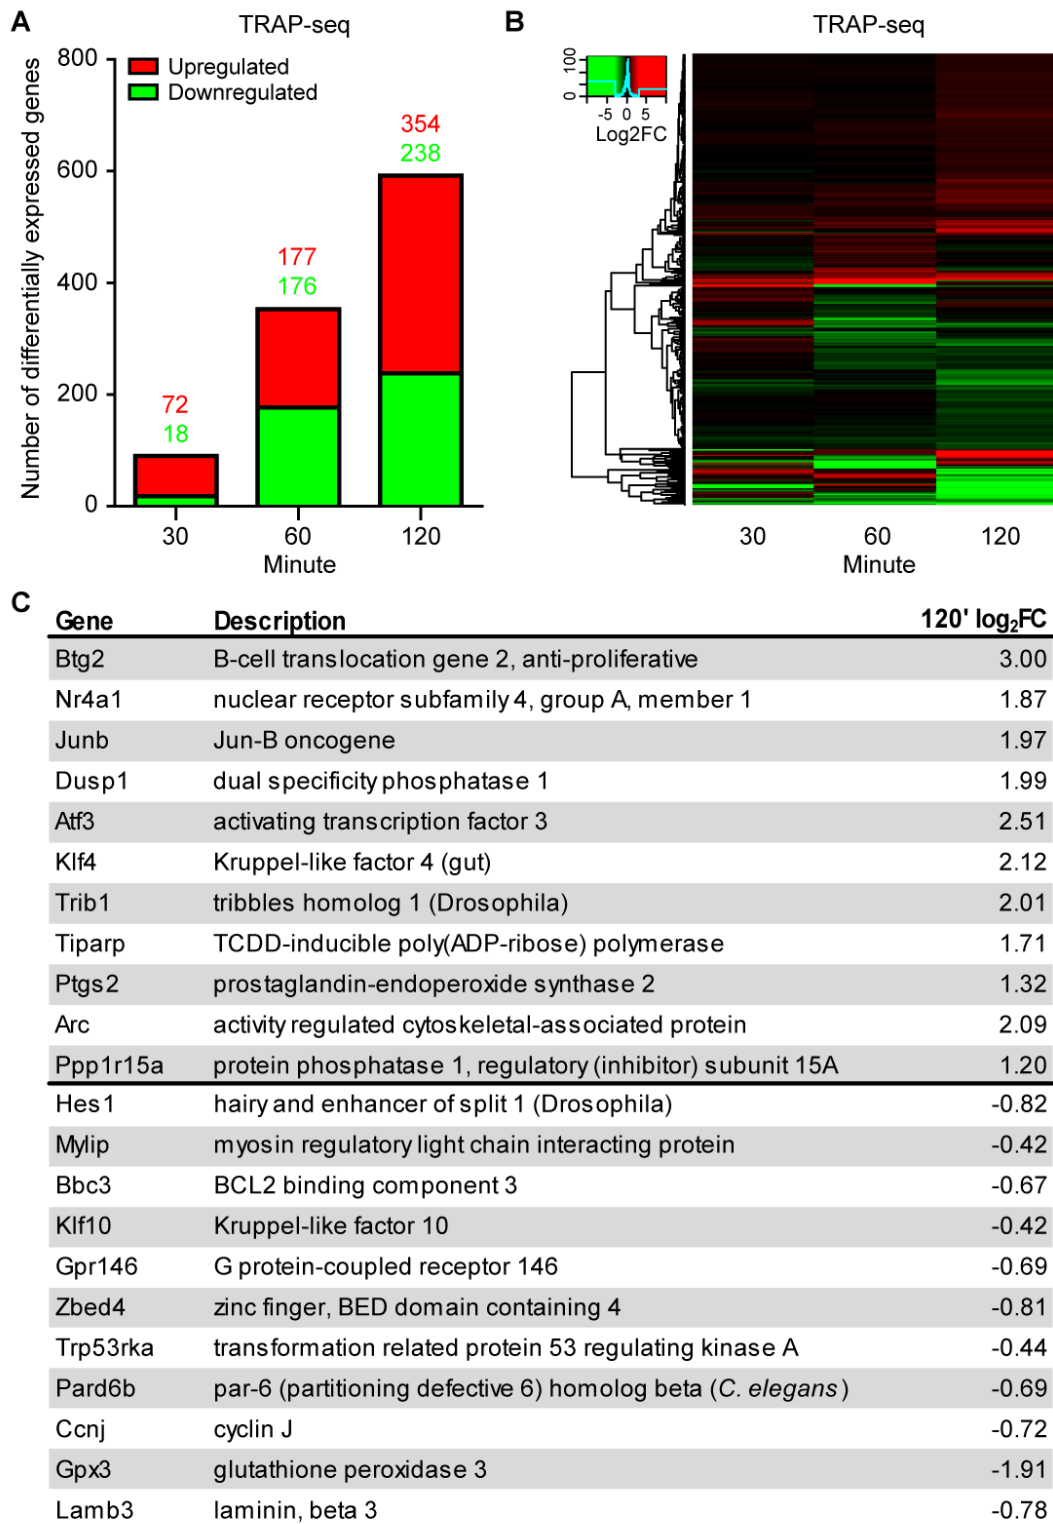 A
TRAP-seq
Number of differentially expressed genes
800
600
400
200
0
Upregulated
Downregulated
72
18
177
176
354
238
30
60
120
Minute
B
TRAP-seq
100
0
-5 0 5
Log2FC
30
60
120
Minute
C
Gene Description 120' log₂FC
Btg2 B-cell translocation gene 2, anti-proliferative 3.00
Nr4a1 nuclear receptor subfamily 4, group A, member 1 1.87
Junb Jun-B oncogene 1.97
Dusp1 dual specificity phosphatase 1 1.99
Atf3 activating transcription factor 3 2.51
Klf4 Kruppel-like factor 4 (gut) 2.12
Trib1 tribbles homolog 1 (Drosophila) 2.01
Tiparp TCDD-inducible poly(ADP-ribose) polymerase 1.71
Ptgs2 prostaglandin-endoperoxide synthase 2 1.32
Arc activity regulated cytoskeletal-associated protein 2.09
Ppp1r15a protein phosphatase 1, regulatory (inhibitor) subunit 15A 1.20
Hes1 hairy and enhancer of split 1 (Drosophila) -0.82
Mylip myosin regulatory light chain interacting protein -0.42
Bbc3 BCL2 binding component 3 -0.67
Klf10 Kruppel-like factor 10 -0.42
Gpr146 G protein-coupled receptor 146 -0.69
Zbed4 zinc finger, BED domain containing 4 -0.81
Trp53rka transformation related protein 53 regulating kinase A -0.44
Pard6b par-6 (partitioning defective 6) homolog beta (C. elegans) -0.69
Ccnj cyclin J -0.72
Gpx3 glutathione peroxidase 3 -1.91
Lamb3 laminin, beta 3 -0.78